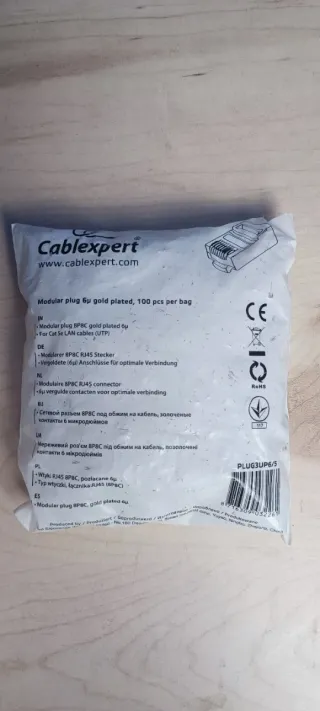 Cablexpert®
www.cablexpert.com
Modular plug 6µ gold plated, 100 pcs per bag
EN
• Modular plug 8P8C gold plated 6µ
• For Cat 5e LAN cables (UTP)
DE
• Modularer 8P8C RJ45 Stecker
• Vergoldete (6µ) Anschlüsse für optimale Verbindung
NL
• Modulaire 8P8C RJ45 connector
• 6µ vergulde contacten voor optimale verbinding
RU
• Сетевой разъем 8P8C под обжим на кабель, золоченые
контакты 6 микродюймов
UA
• Мережевий роз'єм 8P8C під обжим на кабель, позолочені
контакти 6 мікродюймів
PL
• Wtyki RJ45 8P8C, pozłacane 6µ
• Typ wtyczki, łącznika RJ45 (8P8C)
ES
• Modular plug 8P8C, gold plated 6µ
CE
RoHS
PLUG3UP6/5